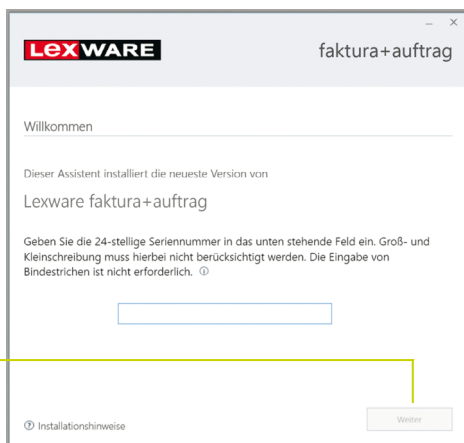 LEXWARE
faktura+auftrag
Willkommen
Dieser Assistent installiert die neueste Version von
Lexware faktura+auftrag
Geben Sie die 24-stellige Seriennummer in das unten stehende Feld ein. Groß- und
Kleinschreibung muss hierbei nicht berücksichtigt werden. Die Eingabe von
Bindestrichen ist nicht erforderlich.
Installationshinweise
Weiter